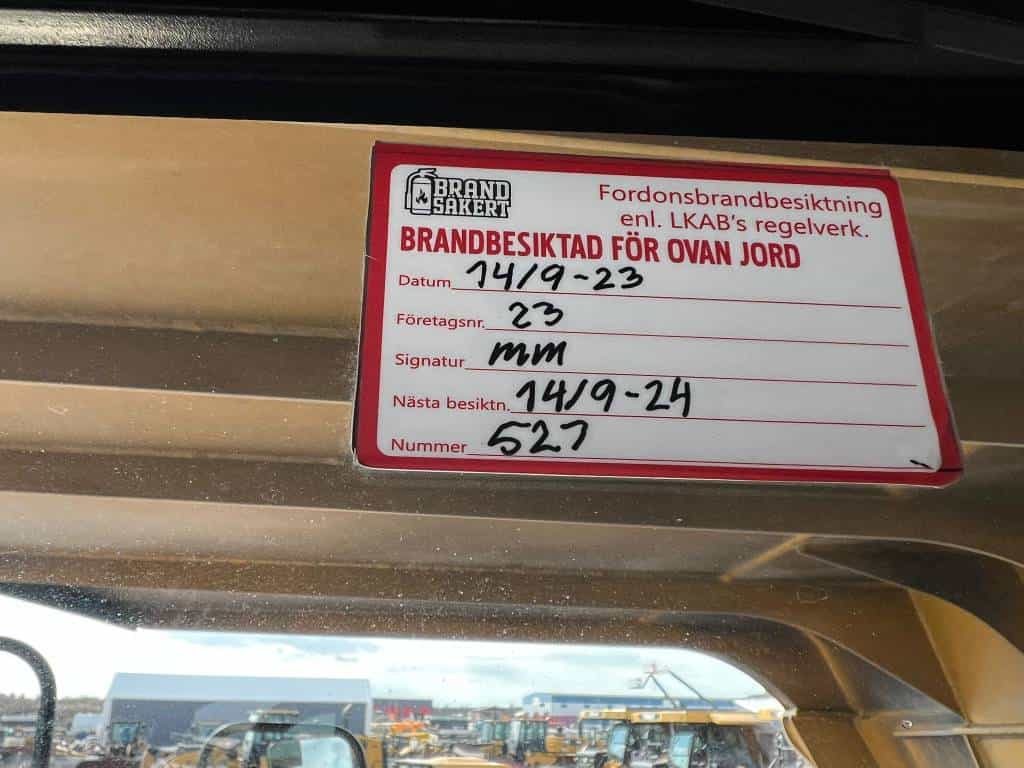 BRAND
SÄKERT
Fordonsbrandbesiktning
enl. LKAB's regelverk.
BRANDBESIKTAD FÖR OVAN JORD
Datum 14/9-23
Företagsnr. 23
Signatur mm
Nästa besiktn. 14/9-24
Nummer 527